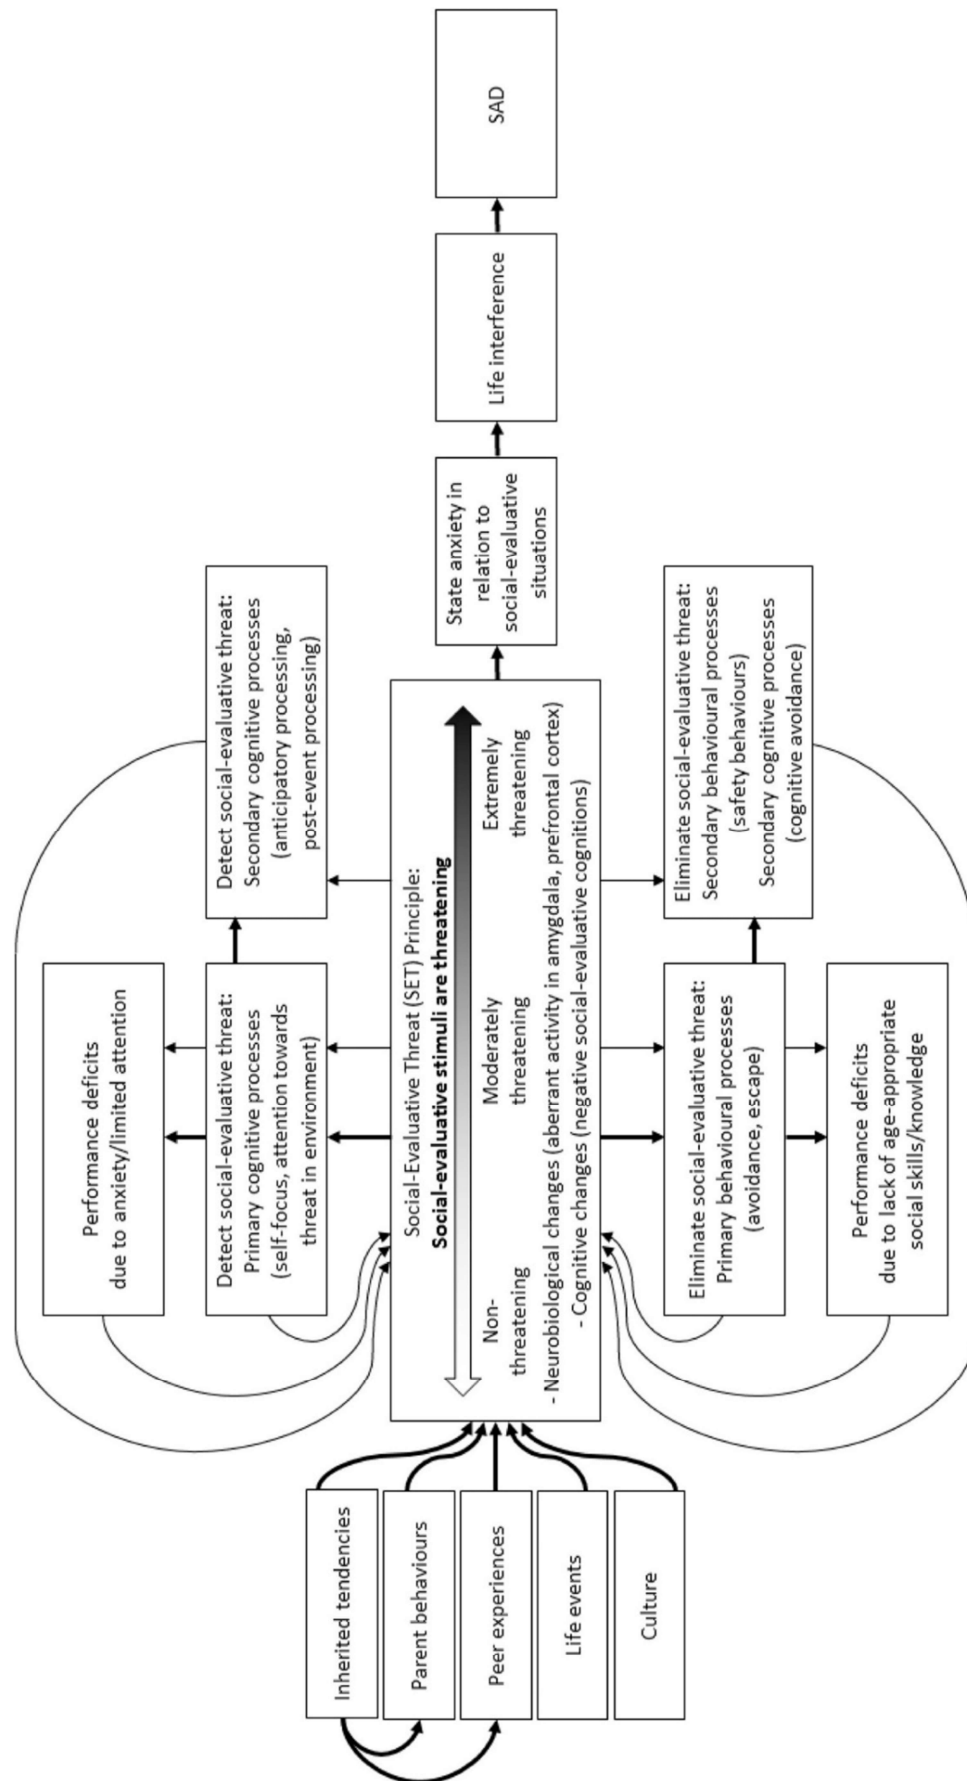 Performance deficits
due to anxiety/limited attention
Detect social-evaluative threat:
Primary cognitive processes
(self-focus, attention towards
threat in environment)
Detect social-evaluative threat:
Secondary cognitive processes
(anticipatory processing,
post-event processing)
Inherited tendencies
Parent behaviours
Peer experiences
Life events
Culture
Social-Evaluative Threat (SET) Principle:
Social-evaluative stimuli are threatening
Non-
threatening
Moderately
threatening
Extremely
threatening
- Neurobiological changes (aberrant activity in amygdala, prefrontal cortex)
- Cognitive changes (negative social-evaluative cognitions)
State anxiety in
relation to
social-evaluative
situations
Life interference
SAD
Eliminate social-evaluative threat:
Primary behavioural processes
(avoidance, escape)
Eliminate social-evaluative threat:
Secondary behavioural processes
(safety behaviours)
Secondary cognitive processes
(cognitive avoidance)
Performance deficits
due to lack of age-appropriate
social skills/knowledge